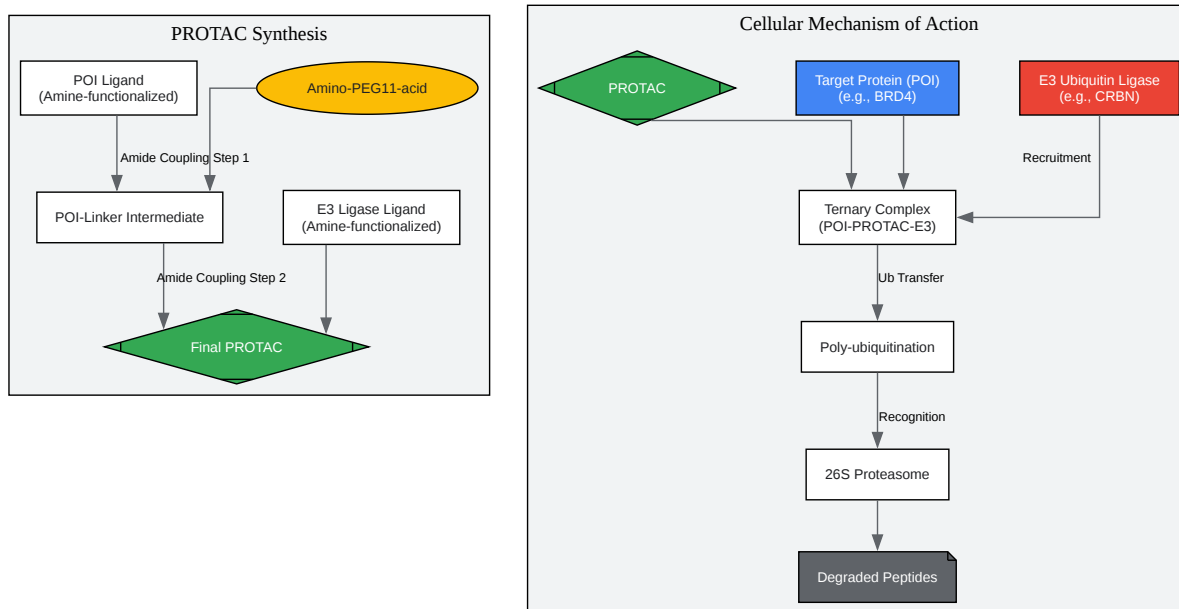 PROTAC Synthesis
POI Ligand
(Amine-functionalized)
Amino-PEG11-acid
Amide Coupling Step 1
POI-Linker Intermediate
E3 Ligase Ligand
(Amine-functionalized)
Amide Coupling Step 2
Final PROTAC
Cellular Mechanism of Action
PROTAC
Target Protein (POI)
(e.g., BRD4)
E3 Ubiquitin Ligase
(e.g., CRBN)
Recruitment
Ternary Complex
(POI-PROTAC-E3)
Ub Transfer
Poly-ubiquitination
Recognition
26S Proteasome
Degraded Peptides